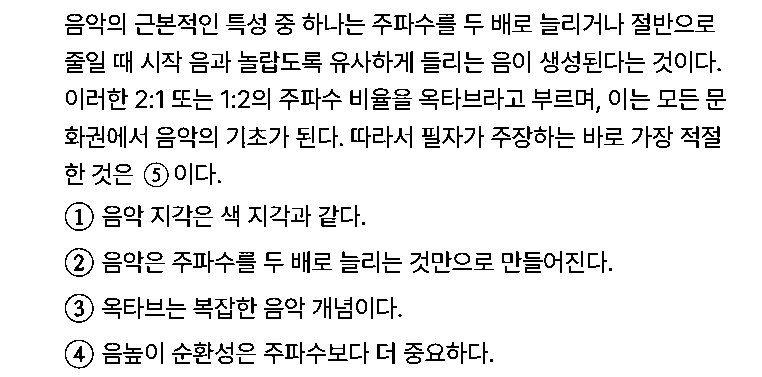 음악의 근본적인 특성 중 하나는 주파수를 두 배로 늘리거나 절반으로
줄일 때 시작 음과 놀랍도록 유사하게 들리는 음이 생성된다는 것이다.
이러한 2:1 또는 1:2의 주파수 비율을 옥타브라고 부르며, 이는 모든 문
화권에서 음악의 기초가 된다. 따라서 필자가 주장하는 바로 가장 적절
한 것은 ⑤이다.
① 음악 지각은 색 지각과 같다.
② 음악은 주파수를 두 배로 늘리는 것만으로 만들어진다.
③ 옥타브는 복잡한 음악 개념이다.
④ 음높이 순환성은 주파수보다 더 중요하다.